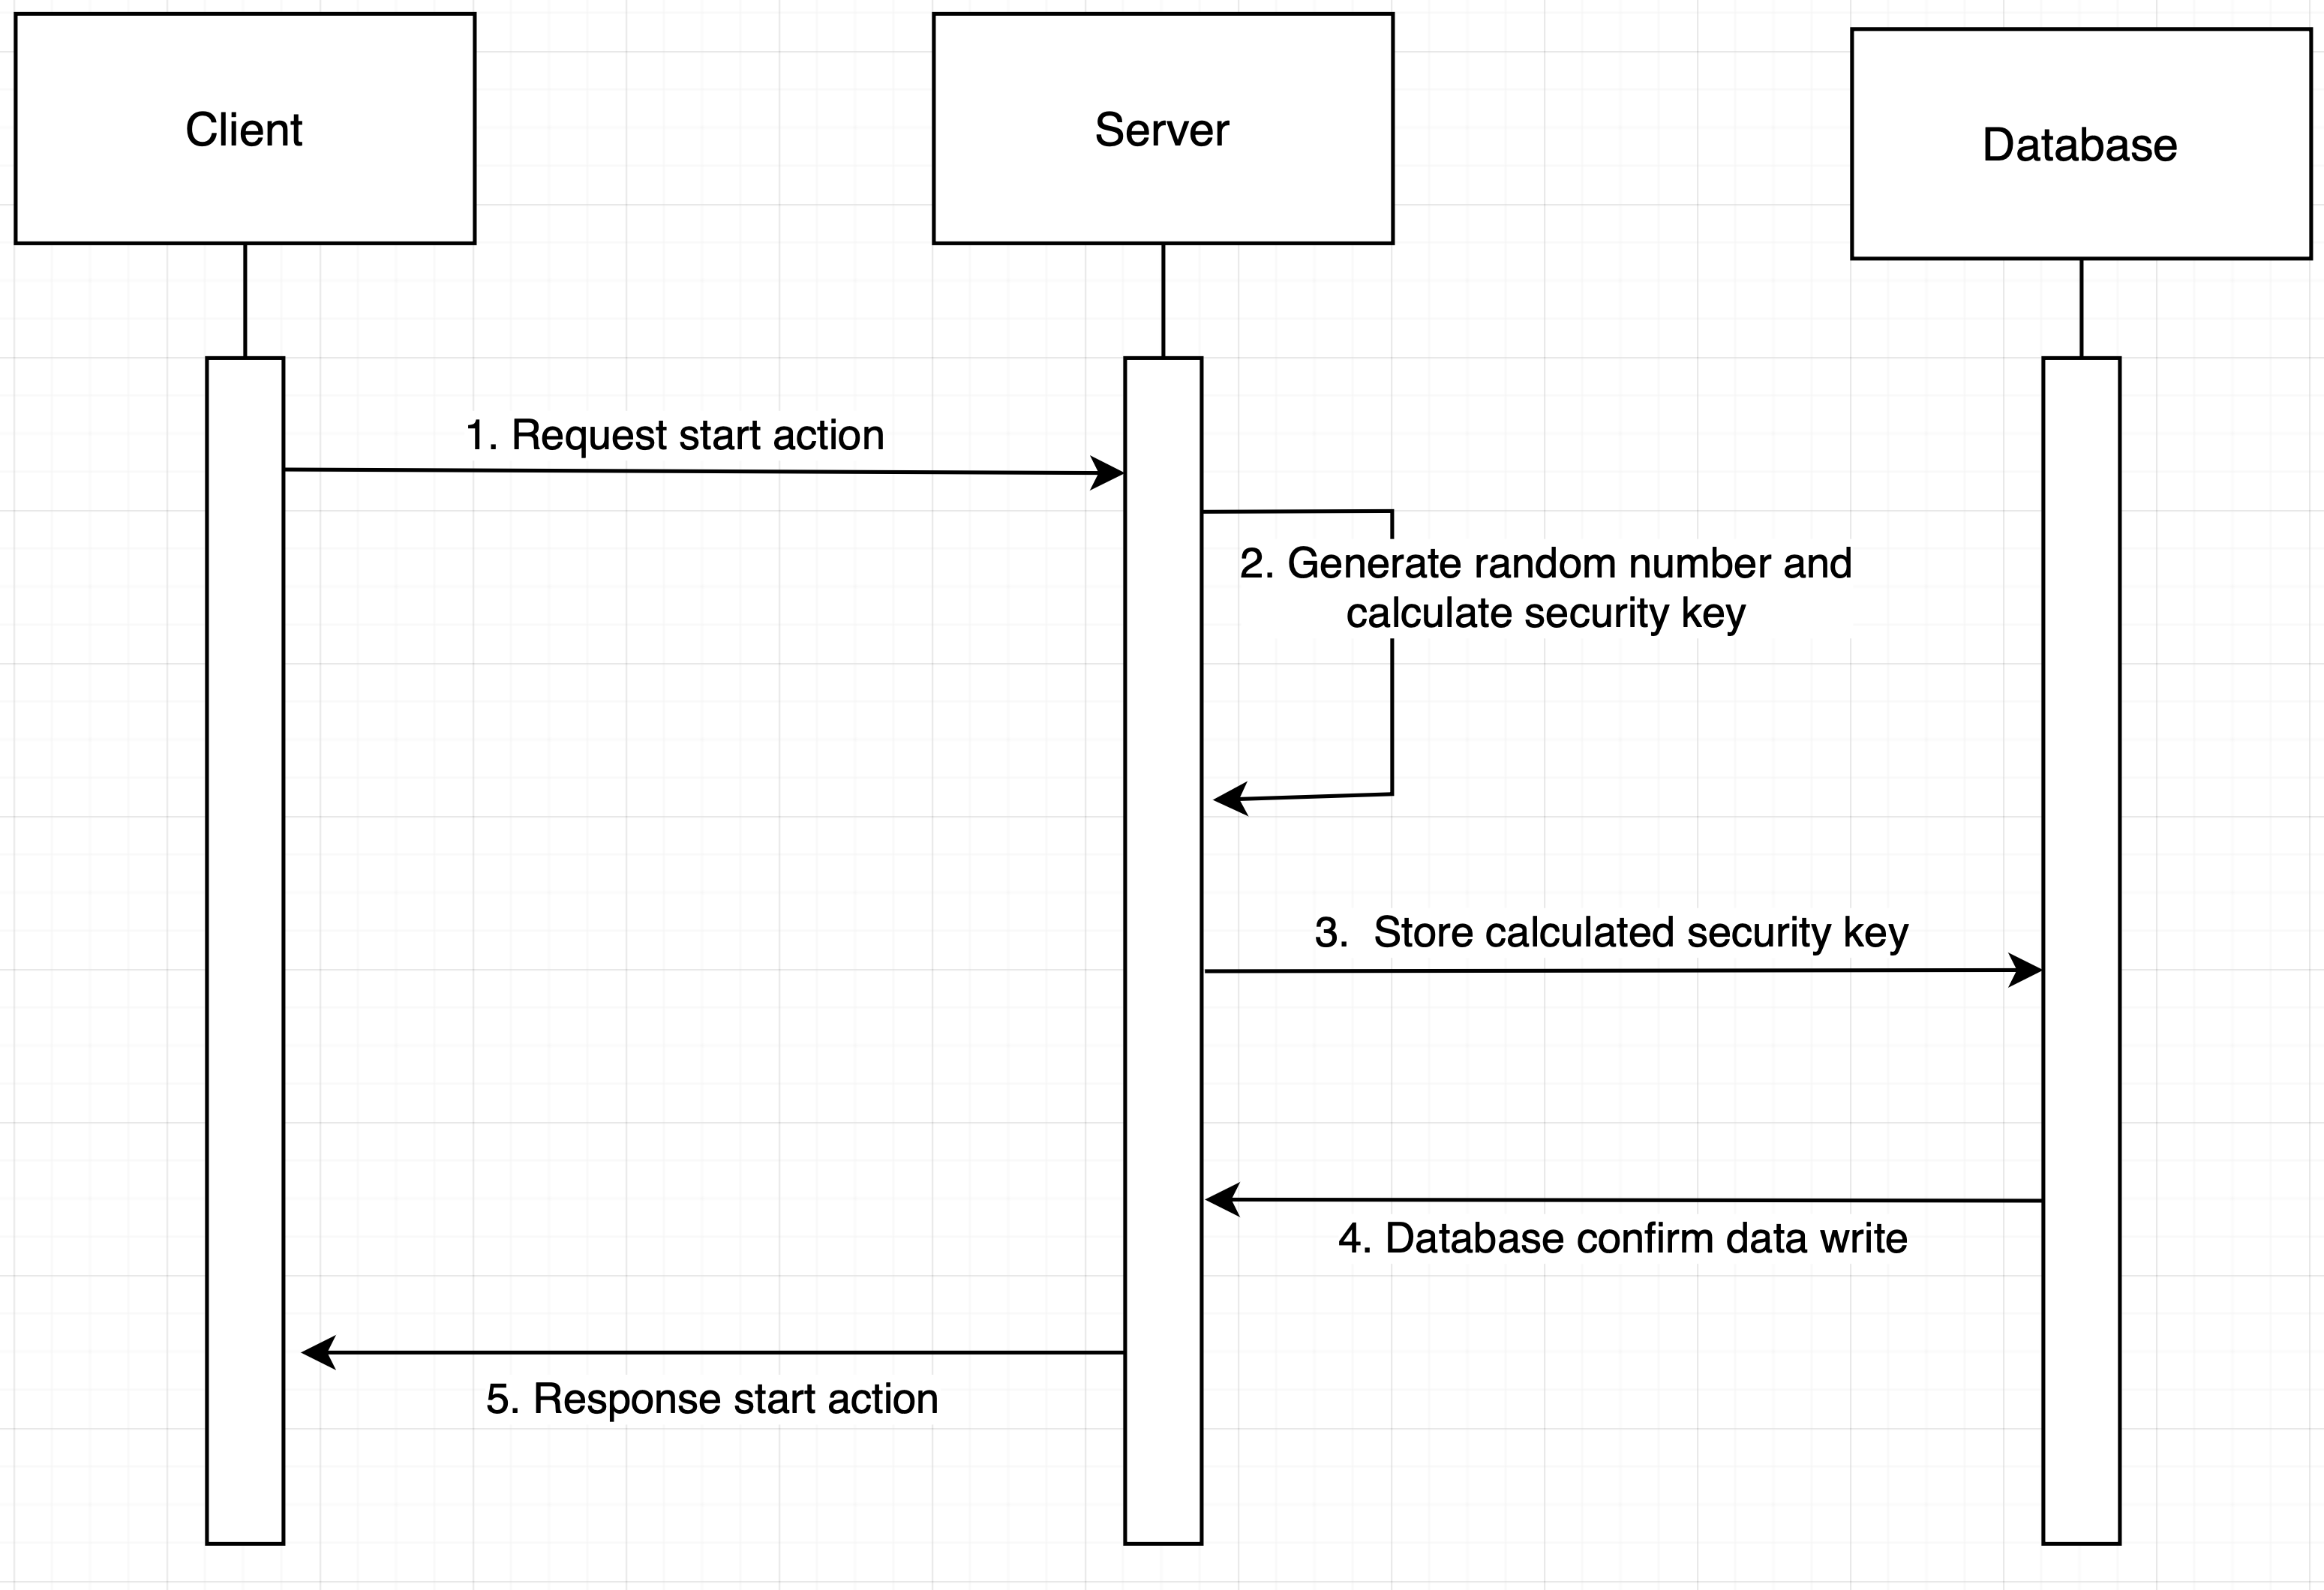 Client
Server
Database
1. Request start action
2. Generate random number and
calculate security key
3.  Store calculated security key
4. Database confirm data write
5. Response start action